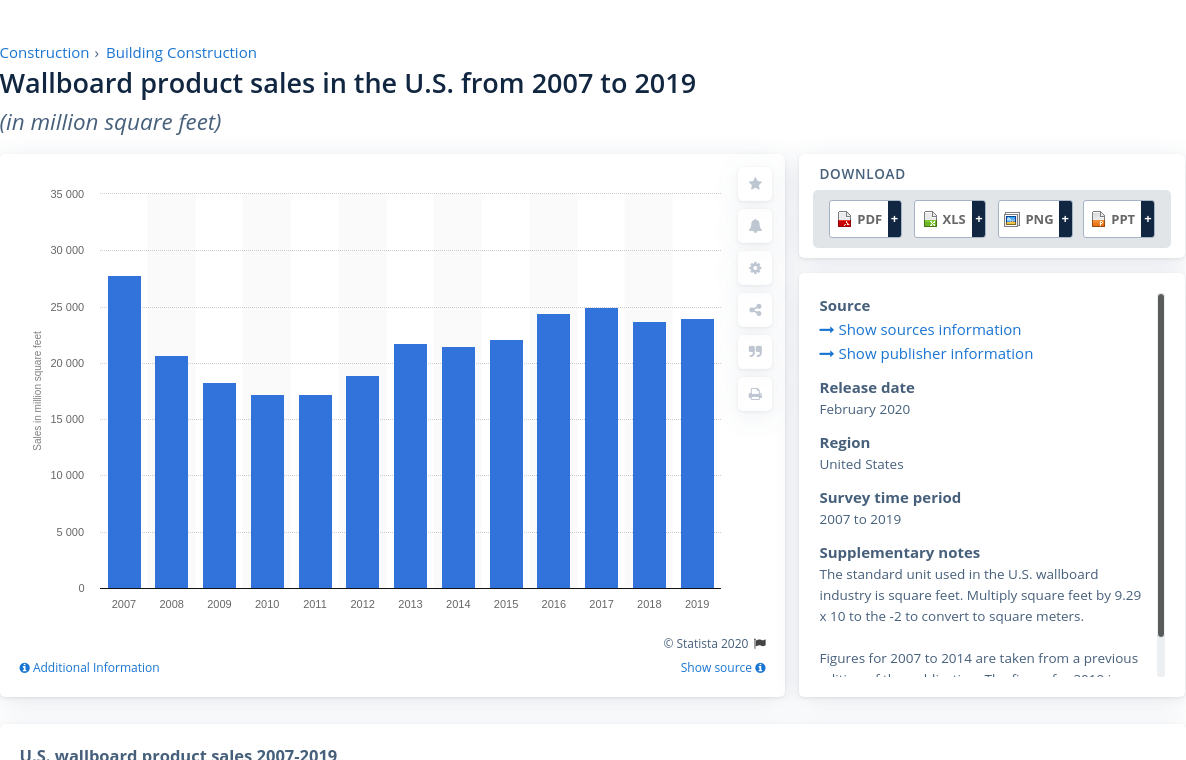 Construction › Building Construction
Wallboard product sales in the U.S. from 2007 to 2019
(in million square feet)
35 000
30 000
25 000
20 000
15 000
10 000
5 000
0
Sales in million square feet
2007 2008 2009 2010 2011 2012 2013 2014 2015 2016 2017 2018 2019
© Statista 2020
Additional Information
Show source
DOWNLOAD
PDF + XLS + PNG + PPT +
Source
Show sources information
Show publisher information
Release date
February 2020
Region
United States
Survey time period
2007 to 2019
Supplementary notes
The standard unit used in the U.S. wallboard
industry is square feet. Multiply square feet by 9.29
x 10 to the -2 to convert to square meters.
Figures for 2007 to 2014 are taken from a previous
U.S. wallboard product sales 2007-2019